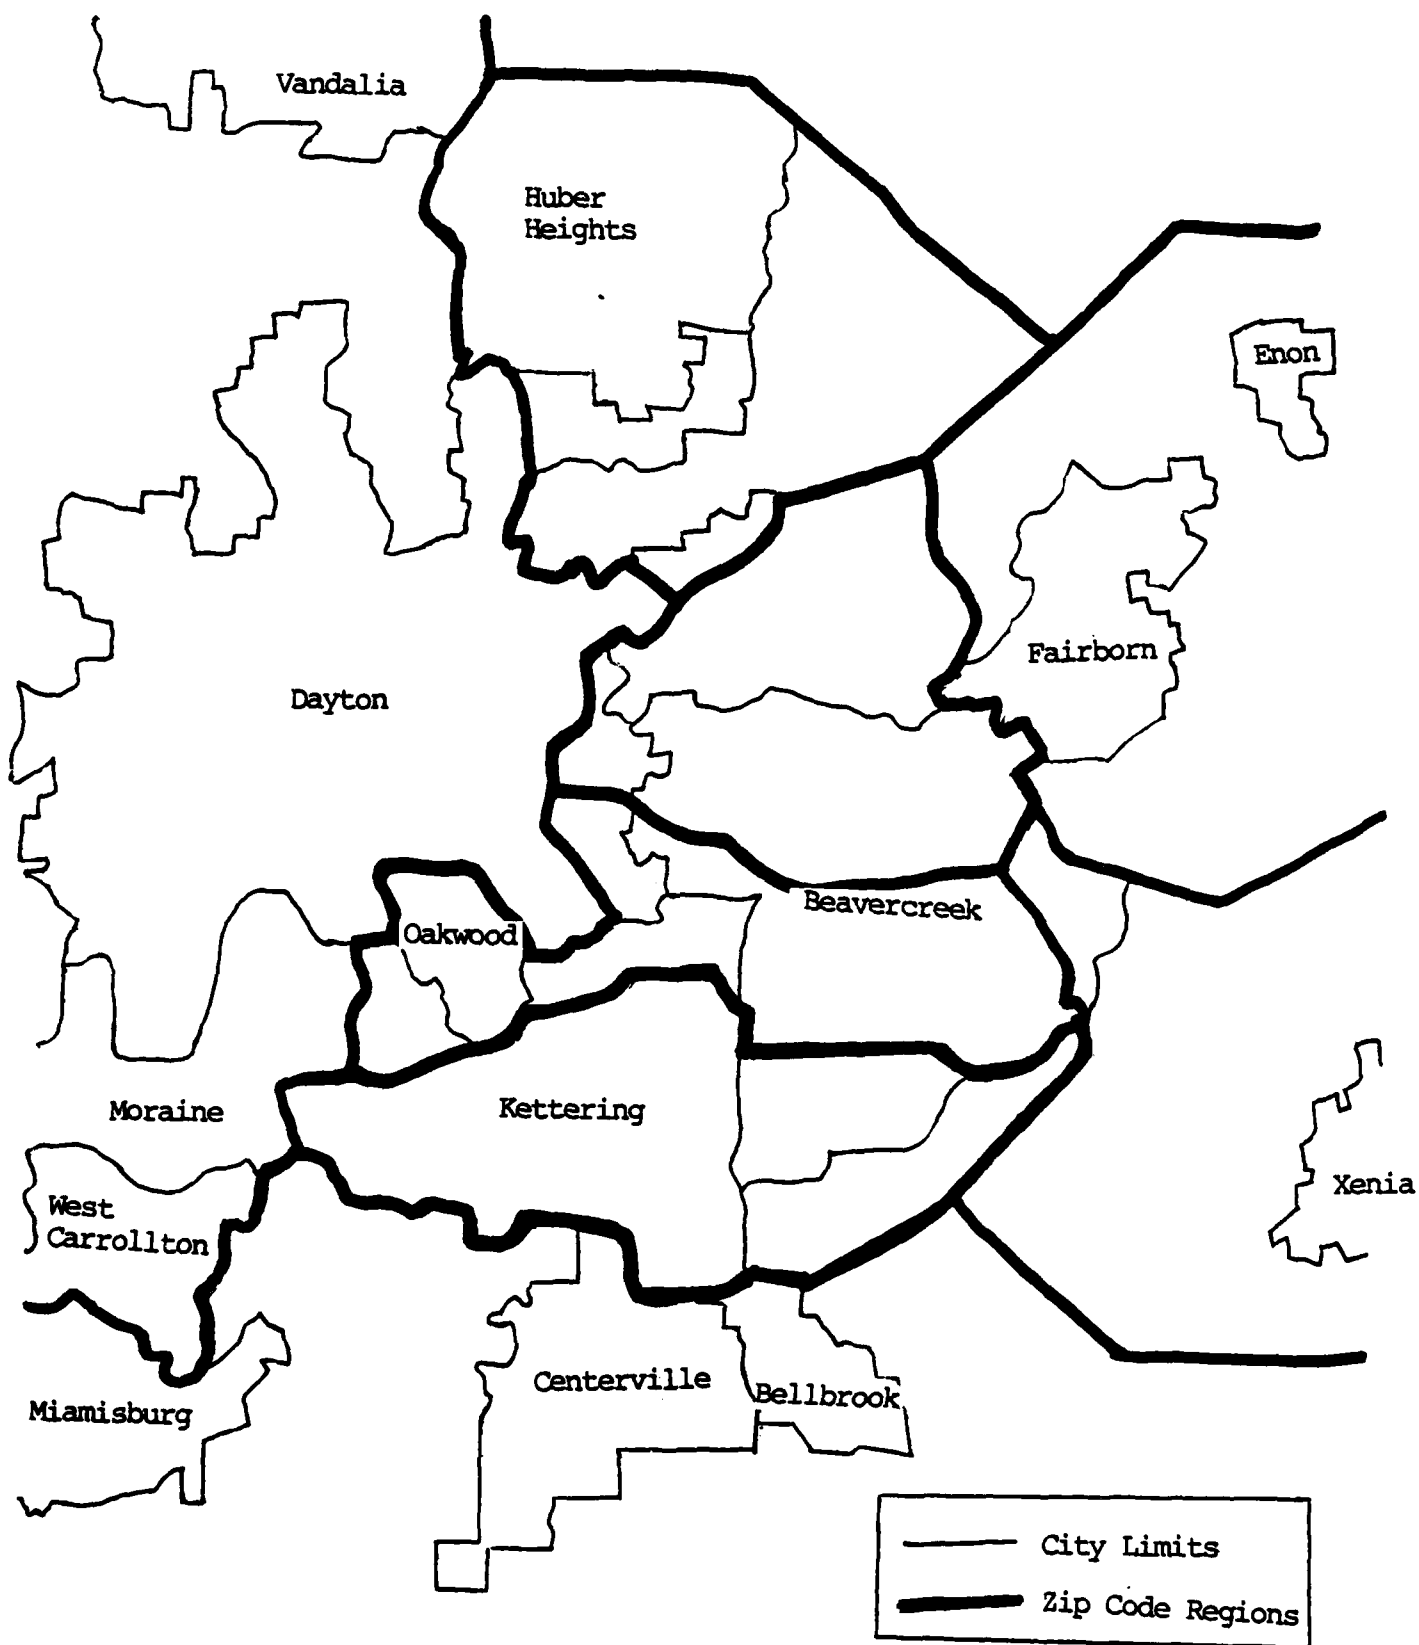 Vandalia
Huber
Heights
Enon
Fairborn
Dayton
Beavercreek
Oakwood
Moraine
Kettering
Xenia
West
Carrollton
Centerville
Bellbrook
Miamisburg
City Limits
Zip Code Regions